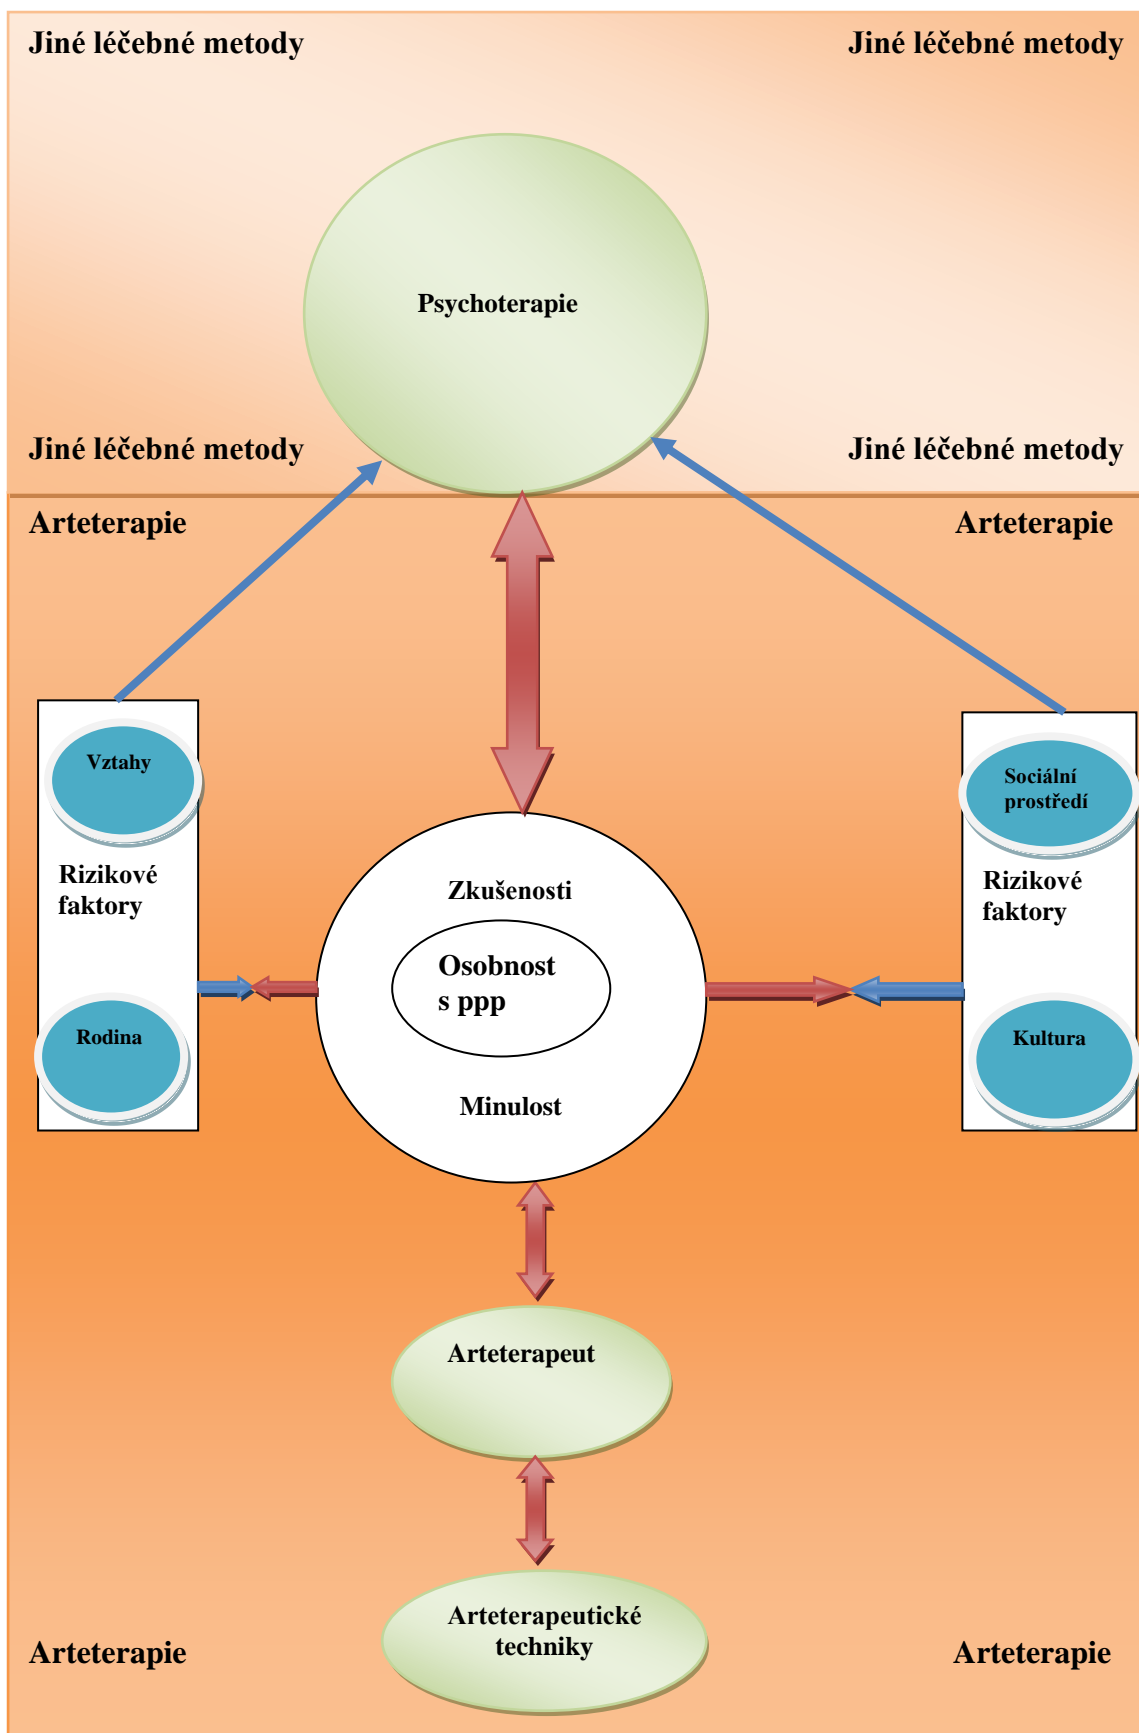 Jiné léčebné metody
Jiné léčebné metody
Psychoterapie
Jiné léčebné metody
Jiné léčebné metody
Arteterapie
Arteterapie
Vztahy
Rizikové
faktory
Rodina
Zkušenosti
Osobnost
s ppp
Minulost
Sociální
prostředí
Rizikové
faktory
Kultura
Arteterapeut
Arteterapeutické
techniky
Arteterapie
Arteterapie